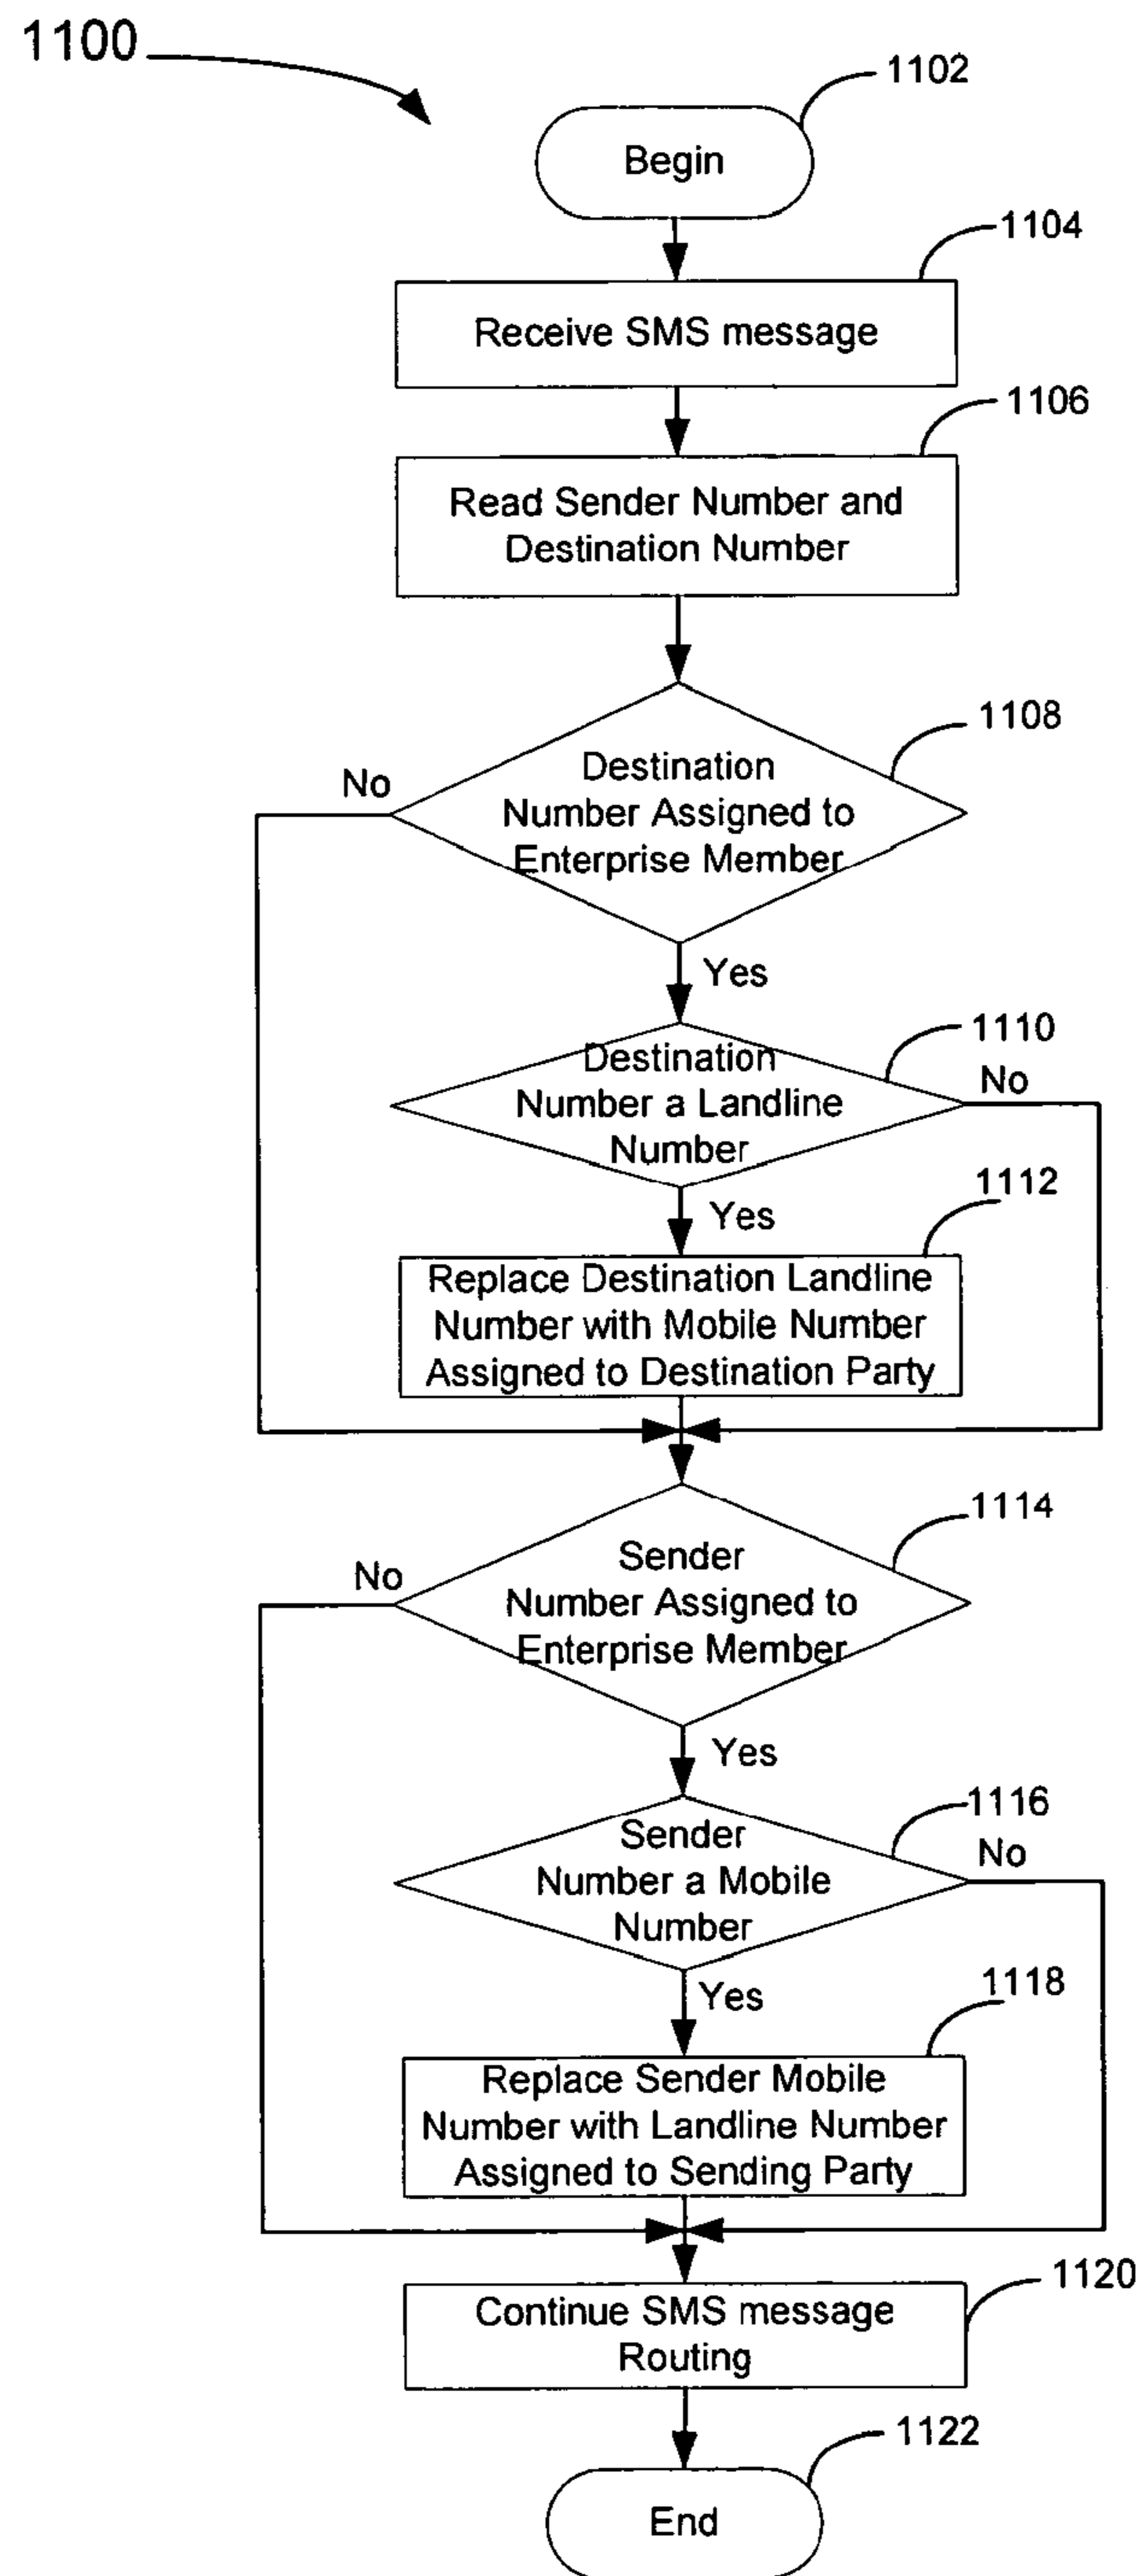 1100
1102
Begin
1104
Receive SMS message
1106
Read Sender Number and
Destination Number
1108
Destination
Number Assigned to
Enterprise Member
No
Yes
1110
Destination
Number a Landline
Number
No
Yes
1112
Replace Destination Landline
Number with Mobile Number
Assigned to Destination Party
1114
Sender
Number Assigned to
Enterprise Member
No
Yes
1116
Sender
Number a Mobile
Number
No
Yes
1118
Replace Sender Mobile
Number with Landline Number
Assigned to Sending Party
1120
Continue SMS message
Routing
1122
End